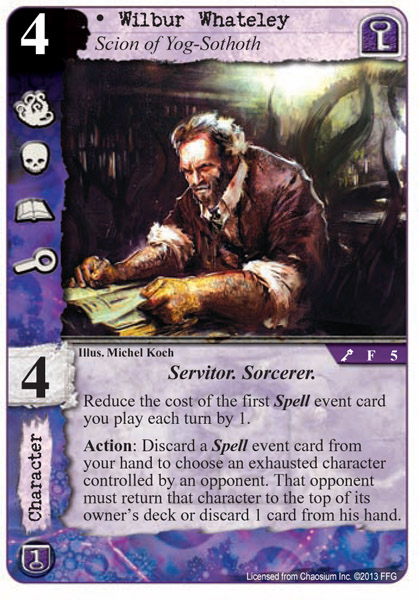 4
• Wilbur Whateley
Scion of Yog-Sothoth
Illus. Michel Koch
F 5
4
Servitor. Sorcerer.
Reduce the cost of the first Spell event card
you play each turn by 1.
Action: Discard a Spell event card from
your hand to choose an exhausted character
controlled by an opponent. That opponent
must return that character to the top of its
owner's deck or discard 1 card from his hand.
Character
1
Licensed from Chaosium Inc. ©2013 FFG